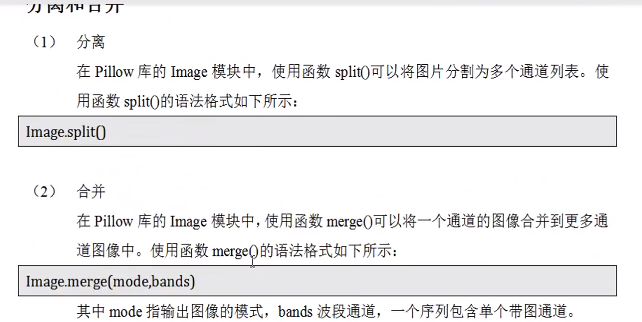 分离和合并
（1） 分离
在 Pillow 库的 Image 模块中，使用函数 split()可以将图片分割为多个通道列表。使
用函数 split()的语法格式如下所示：
Image.split()
（2） 合并
在 Pillow 库的 Image 模块中，使用函数 merge()可以将一个通道的图像合并到更多通
道图像中。使用函数 merge()的语法格式如下所示：
Image.merge(mode,bands)
其中 mode 指输出图像的模式，bands 波段通道，一个序列包含单个带图通道。